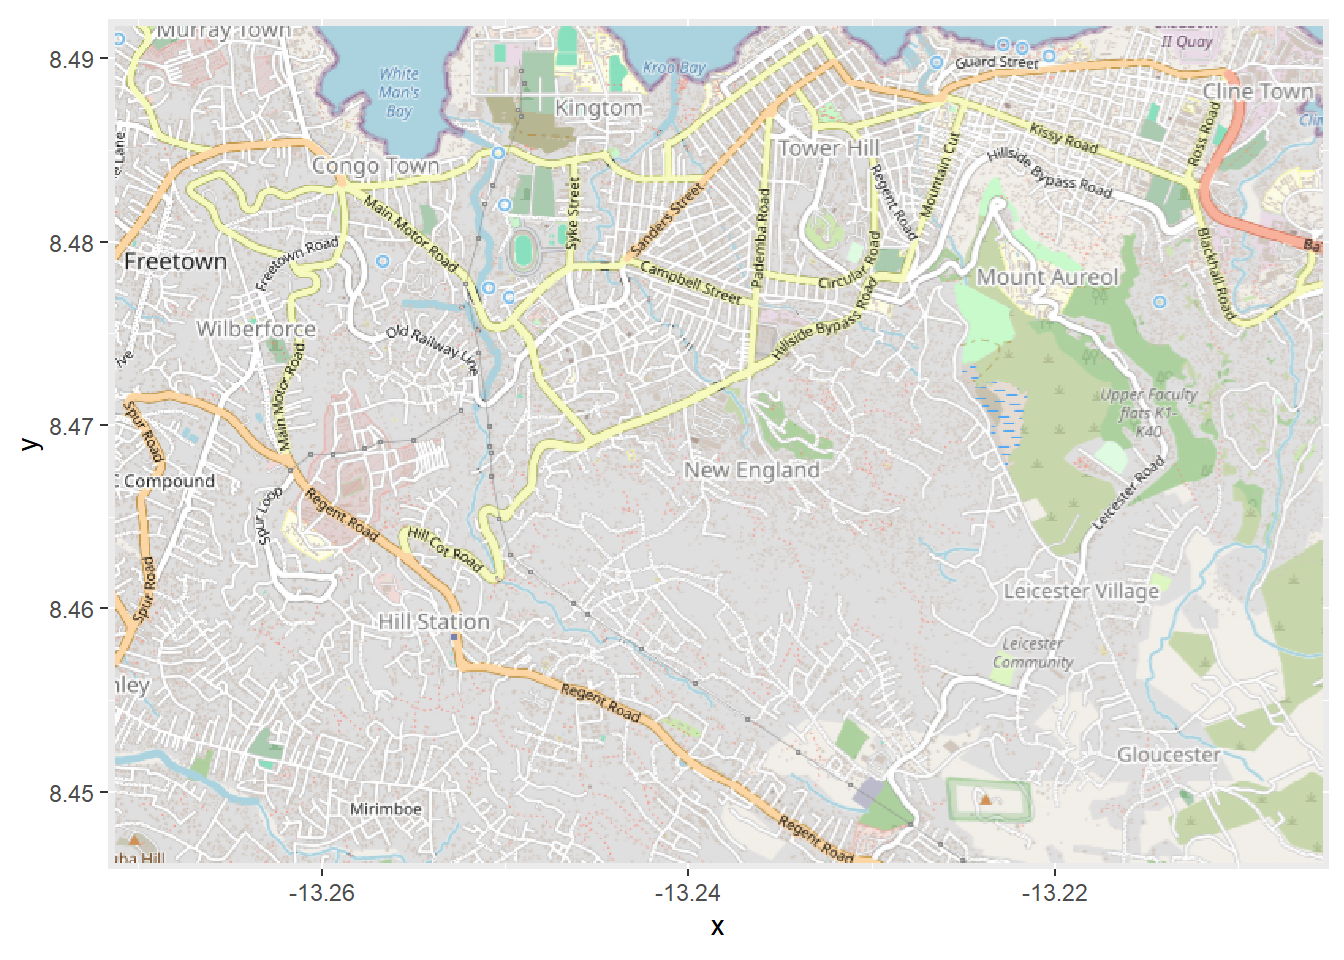 Murray Town
White
Man's
Bay
Kroo Bay
Guard Street
II Quay
Cline Town
Kingtom
Congo Town
Tower Hill
Kissy Road
Ross Road
Mountain Cut
Hillside Bypass Road
Regent Road
Main Motor Road
Syke Street
Sanders Street
Pademba Road
Circular Road
Campbell Street
Freetown
Freetown Road
Blackhall Road
Mount Aureol
Wilberforce
Old Railway Line
Hillside Bypass Road
Main Motor Road
Upper Faculty
flats K1-
K40
Spur Road
New England
Compound
Spur Loop
Regent Road
Hill Cot Road
Leicester Road
Spur Road
Leicester Village
Hill Station
Leicester
Community
Regent Road
Gloucester
Mirimboe
Regent Road
8.49
8.48
8.47
8.46
8.45
y
-13.26
-13.24
-13.22
x